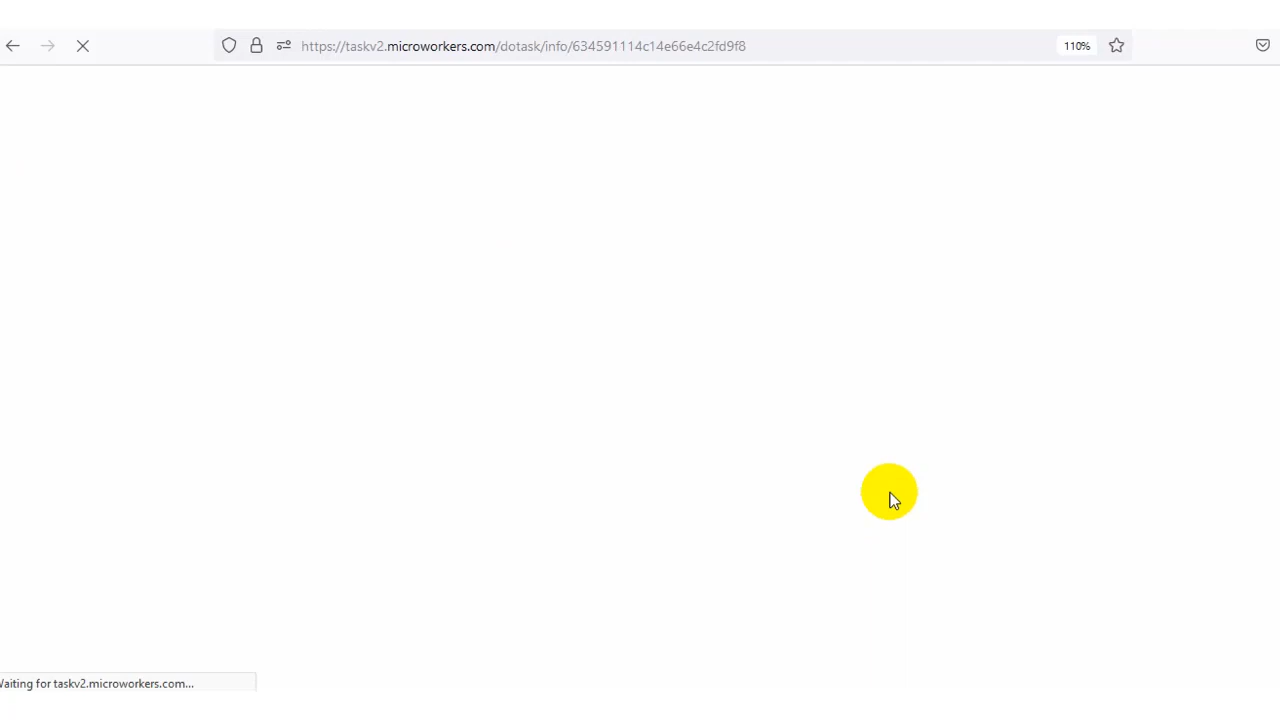 https://taskv2.microworkers.com/dotask/info/634591114c14e66e4c2fd9f8
110%
Waiting for taskv2.microworkers.com...